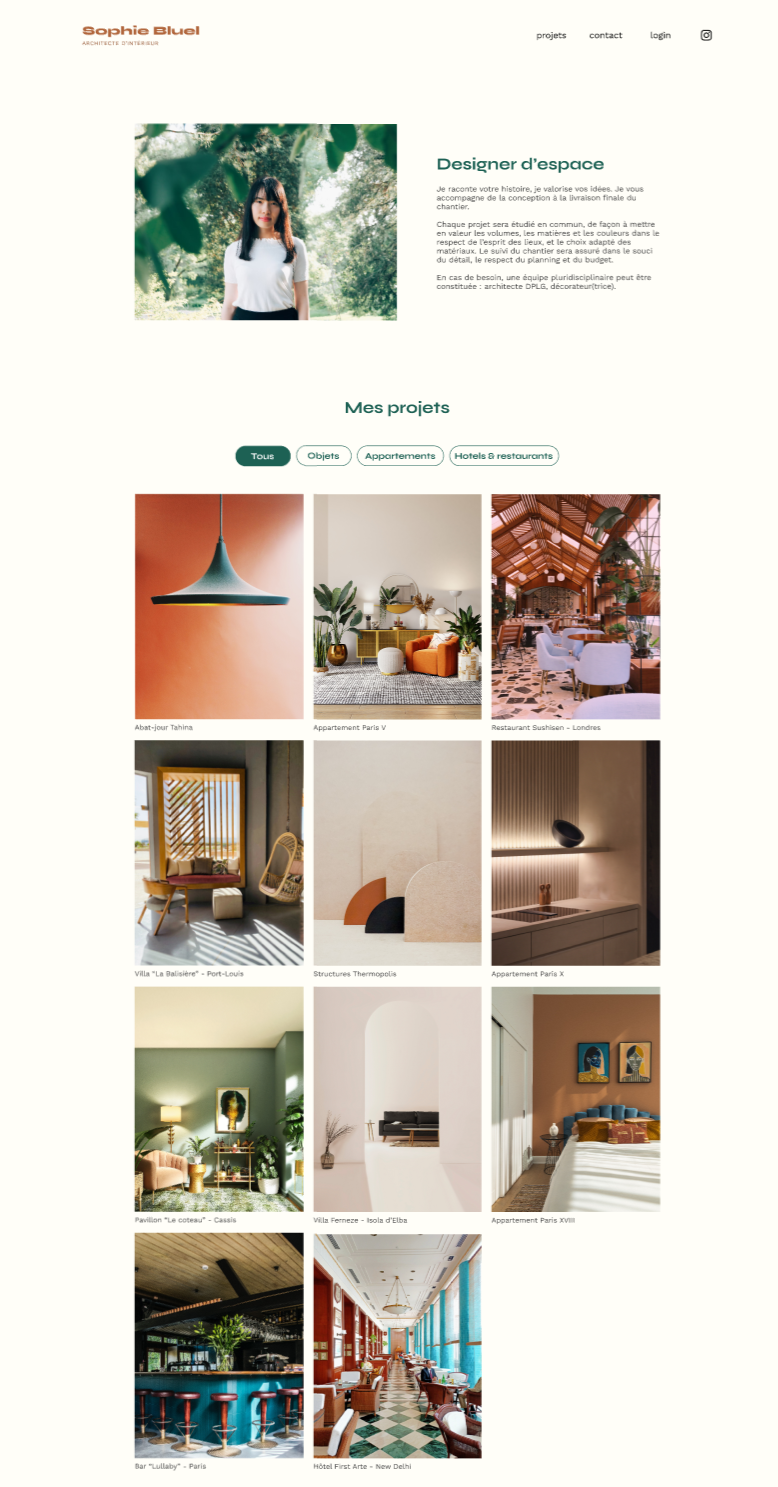 Sophie Bluel
ARCHITECTE D'INTÉRIEUR
projets contact login
Designer d'espace
Je raconte votre histoire, je valorise vos idées. Je vous
accompagne de la conception à la livraison finale du
chantier.
Chaque projet sera étudié en commun, de façon à mettre
en valeur les volumes, les matières et les couleurs dans le
respect de l'esprit des lieux, et le choix adapté des
matériaux. Le suivi du chantier sera assuré dans le souci
du détail, le respect du planning et du budget.
En cas de besoin, une équipe pluridisciplinaire peut être
constituée : architecte DPLG, décorateur(trice).
Mes projets
Tous Objets Appartements Hotels & restaurants
Abat-jour Tahina Appartement Paris V Restaurant Sushisen - Londres
Villa “La Balisière” - Port-Louis Structures Thermopolis Appartement Paris X
Pavillon “Le coteau” - Cassis Villa Ferneze - Isola d'Elba Appartement Paris XVIII
Bar “Lullaby” - Paris Hôtel First Arte - New Delhi